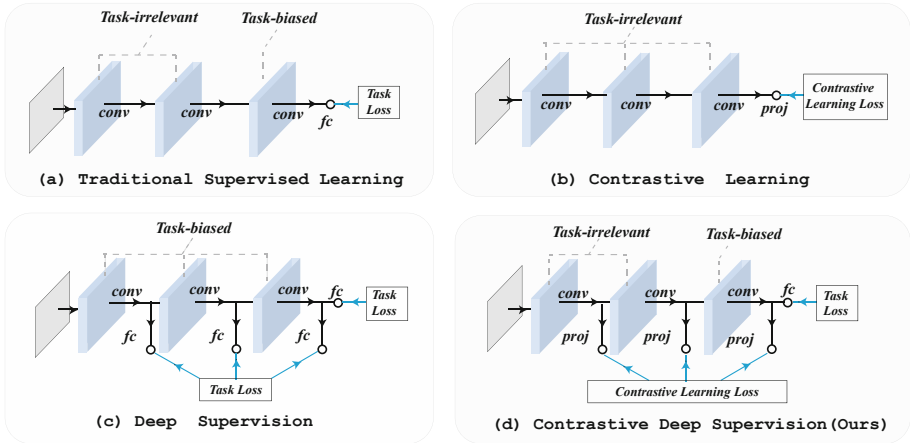 Task-irrelevant
Task-biased
conv
conv
conv
fc
Task
Loss
(a) Traditional Supervised Learning
Task-irrelevant
conv
conv
conv
proj
Contrastive
Learning Loss
(b) Contrastive Learning
Task-biased
conv
conv
conv
fc
Task
Loss
fc
fc
fc
Task Loss
(c) Deep Supervision
Task-irrelevant
Task-biased
conv
conv
conv
fc
Task
Loss
proj
proj
proj
Contrastive Learning Loss
(d) Contrastive Deep Supervision(Ours)